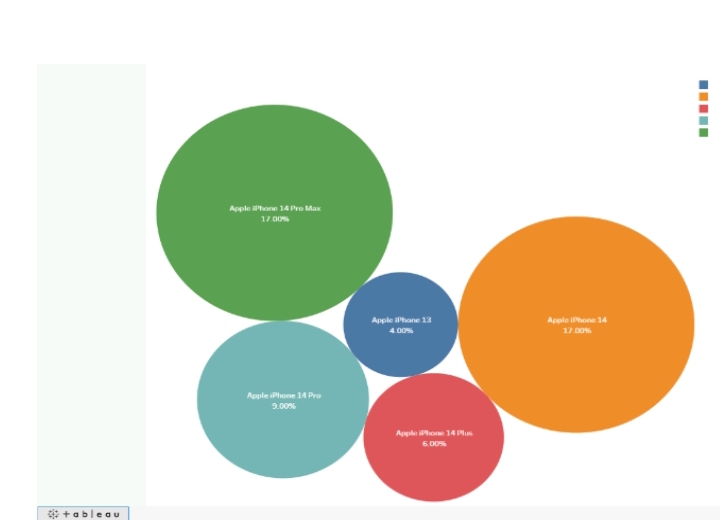 Apple iPhone 14 Pro Max
17.00%
Apple iPhone 13
4.00%
Apple iPhone 14
17.00%
Apple iPhone 14 Pro
9.00%
Apple iPhone 14 Plus
6.00%
+ a b | e a u